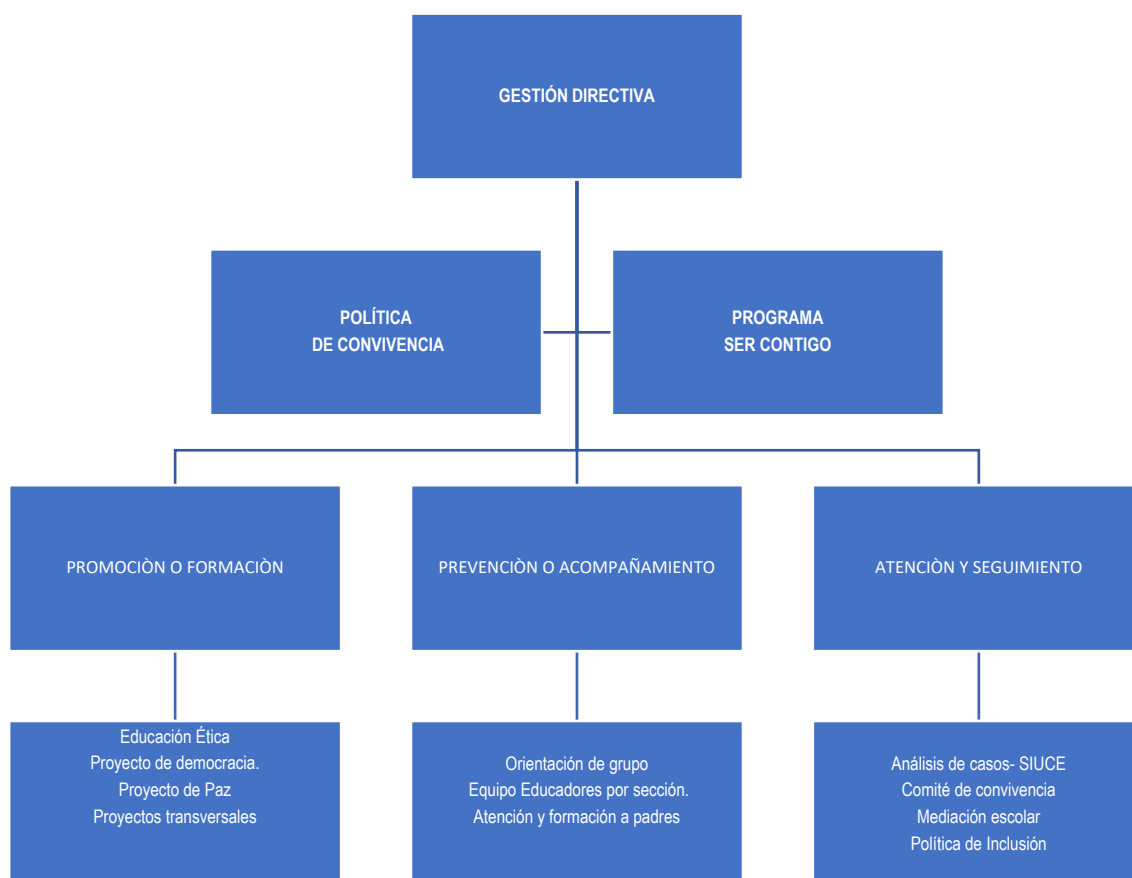 GESTIÓN DIRECTIVA
POLÍTICA
DE CONVIVENCIA
PROGRAMA
SER CONTIGO
PROMOCIÒN O FORMACIÒN
PREVENCIÒN O ACOMPAÑAMIENTO
ATENCIÒN Y SEGUIMIENTO
Educación Ética
Proyecto de democracia.
Proyecto de Paz
Proyectos transversales
Orientación de grupo
Equipo Educadores por sección.
Atención y formación a padres
Análisis de casos- SIUCE
Comité de convivencia
Mediación escolar
Política de Inclusión